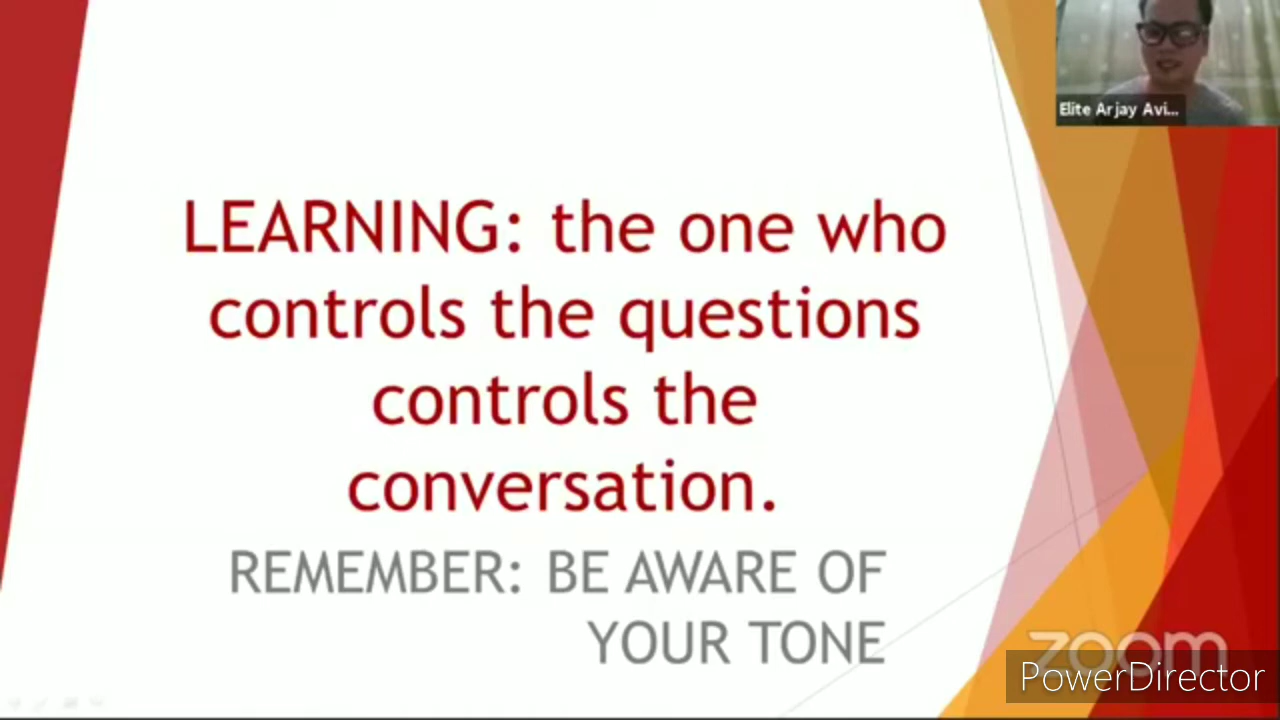 Elite Arjay Avi...
LEARNING: the one who
controls the questions
controls the
conversation.
REMEMBER: BE AWARE OF
YOUR TONE
zoom
PowerDirector